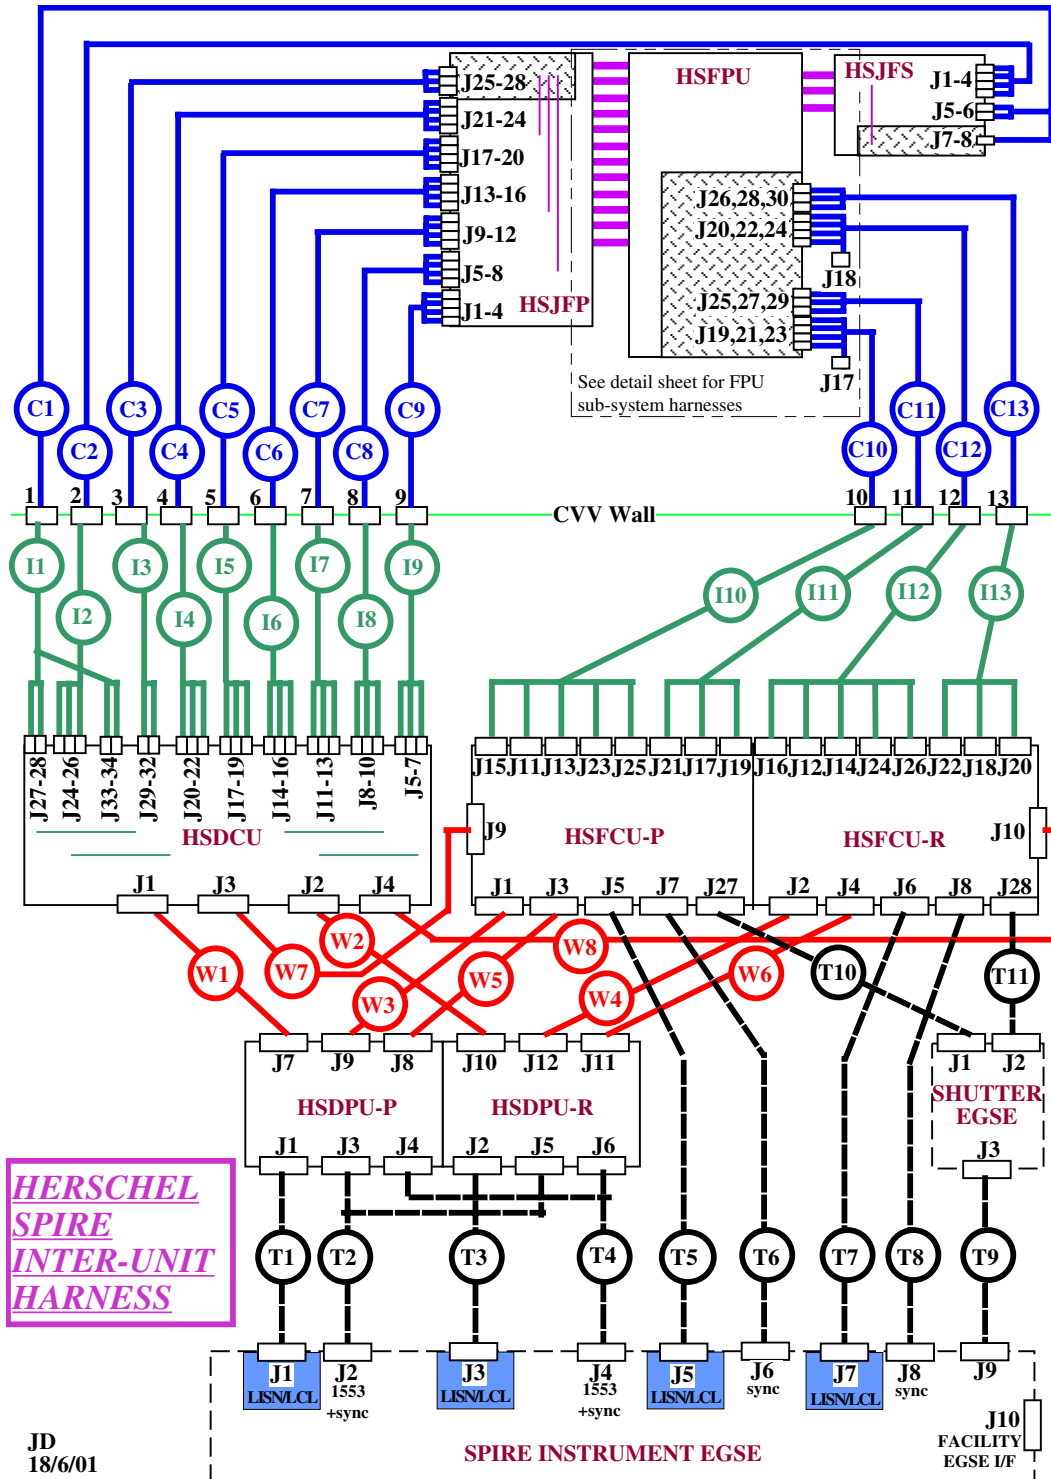 HSJFP
J25-28
J21-24
J17-20
J13-16
J9-12
J5-8
J1-4
HSFPU
J26,28,30
J20,22,24
J18
J25,27,29
J19,21,23
J17
See detail sheet for FPU
sub-system harnesses
HSJFS
J1-4
J5-6
J7-8
C1 C2 C3 C4 C5 C6 C7 C8 C9 C10 C11 C12 C13
1 2 3 4 5 6 7 8 9 CVV Wall 10 11 12 13
I1 I2 I3 I4 I5 I6 I7 I8 I9 I10 I11 I12 I13
J27-28 J24-26 J33-34 J29-32 J20-22 J17-19 J14-16 J11-13 J8-10 J5-7
HSDCU
J1 J3 J2 J4
J15 J11 J13 J23 J25 J21 J17 J19 J16 J12 J14 J24 J26 J22 J18 J20
J9 HSFCU-P HSFCU-R J10
J1 J3 J5 J7 J27 J2 J4 J6 J8 J28
W1 W7 W2 W3 W5 W8 W4 W6 T10 T11
J7 J9 J8 J10 J12 J11
HSDPU-P HSDPU-R
J1 J3 J4 J2 J5 J6
J1 J2
SHUTTER
EGSE
J3
HERSCHEL
SPIRE
INTER-UNIT
HARNESS
T1 T2 T3 T4 T5 T6 T7 T8 T9
J1
LISN/LCL
J2
1553
+sync
J3
LISN/LCL
J4
1553
+sync
J5
LISN/LCL
J6
sync
J7
LISN/LCL
J8
sync
J9
J10
FACILITY
EGSE I/F
SPIRE INSTRUMENT EGSE
JD
18/6/01